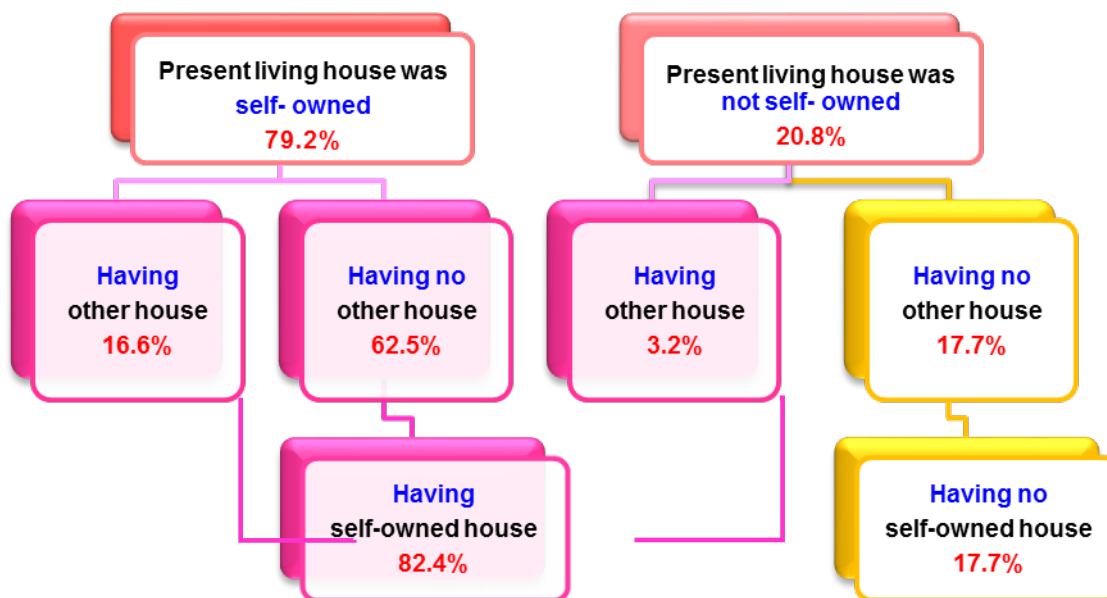 Present living house was
self- owned
79.2%
Present living house was
not self- owned
20.8%
Having
other house
16.6%
Having no
other house
62.5%
Having
other house
3.2%
Having no
other house
17.7%
Having
self-owned house
82.4%
Having no
self-owned house
17.7%